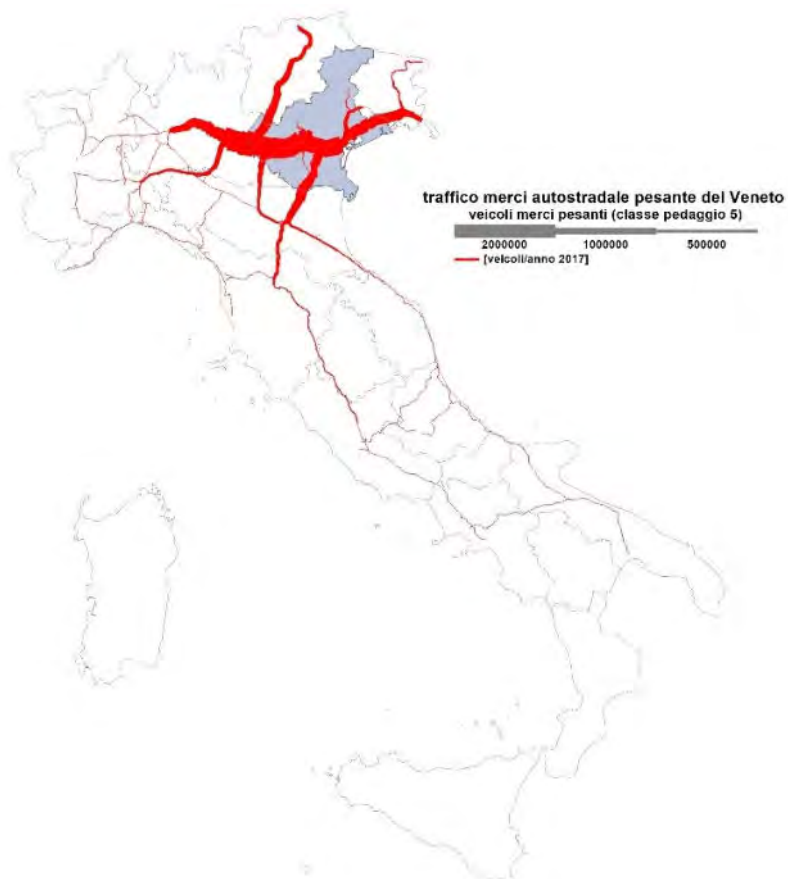 traffico merci autostradale pesante del Veneto
veicoli merci pesanti (classe pedaggio 5)
2000000 1000000 500000
[veicoli/anno 2017]